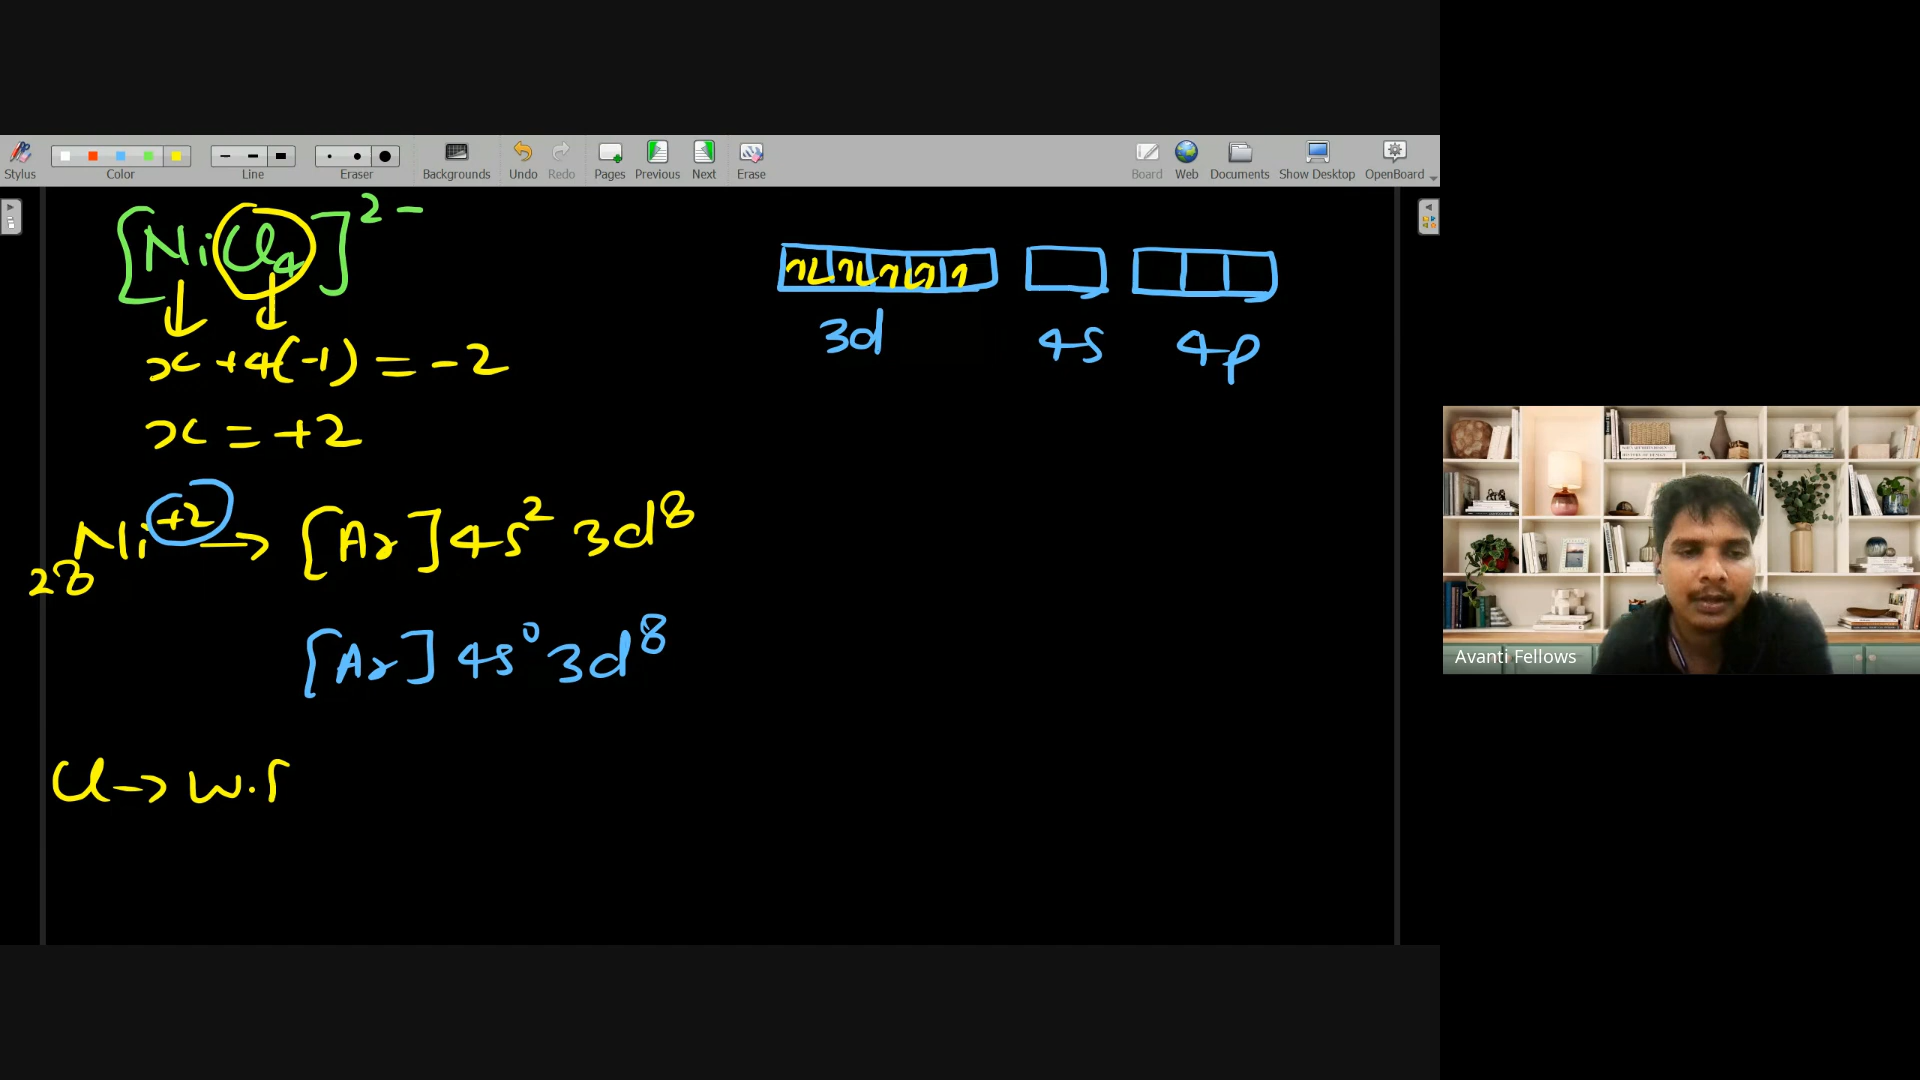 Stylus Color Line Eraser Backgrounds Undo Redo Pages Previous Next Erase Board Web Documents Show Desktop OpenBoard
[NiCl₄]²⁻
x + 4(-1) = -2
x = +2
₂₈Ni⁺² → [Ar] 4s² 3d⁸
[Ar] 4s⁰ 3d⁸
Cl → W.f
3d 4s 4p
Avanti Fellows